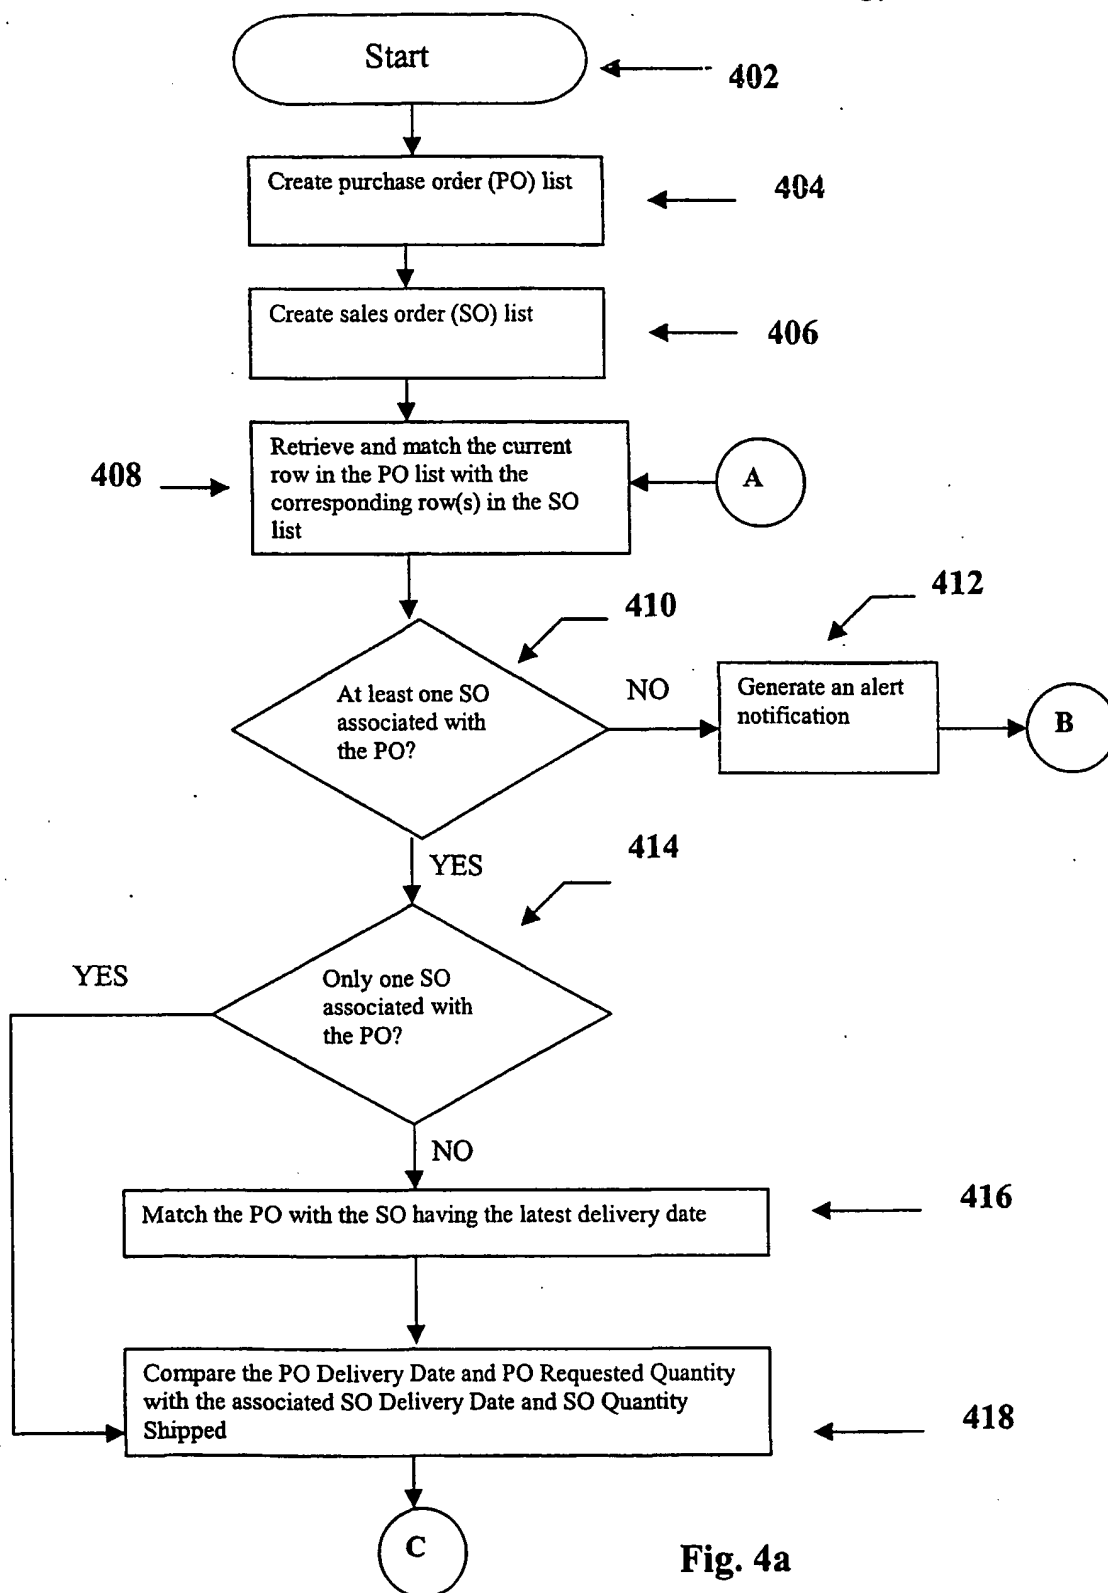 Start
402
Create purchase order (PO) list
404
Create sales order (SO) list
406
Retrieve and match the current
row in the PO list with the
corresponding row(s) in the SO
list
408
A
410
412
At least one SO
associated with
the PO?
NO
Generate an alert
notification
B
YES
414
YES
Only one SO
associated with
the PO?
NO
Match the PO with the SO having the latest delivery date
416
Compare the PO Delivery Date and PO Requested Quantity
with the associated SO Delivery Date and SO Quantity
Shipped
418
C
Fig. 4a